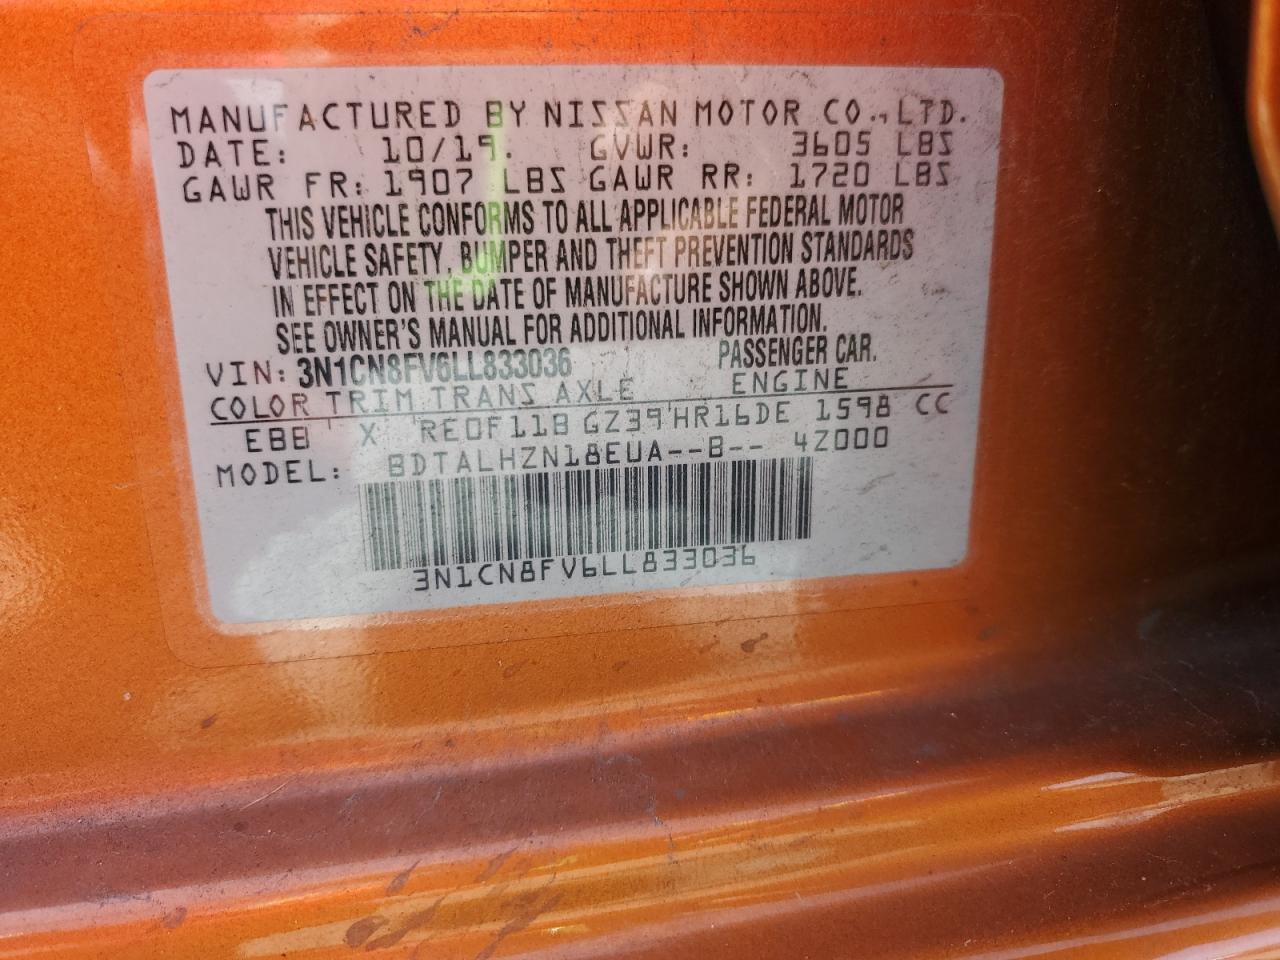 MANUFACTURED BY NISSAN MOTOR CO., LTD.
DATE: 10/19. GVWR: 3605 LBS
GAWR FR: 1907 LBS GAWR RR: 1720 LBS
THIS VEHICLE CONFORMS TO ALL APPLICABLE FEDERAL MOTOR
VEHICLE SAFETY, BUMPER AND THEFT PREVENTION STANDARDS
IN EFFECT ON THE DATE OF MANUFACTURE SHOWN ABOVE.
SEE OWNER'S MANUAL FOR ADDITIONAL INFORMATION.
VIN: 3N1CN8FV6LL833036 PASSENGER CAR.
COLOR TRIM TRANS AXLE ENGINE
EBB X RE0F11B GZ39 HR16DE 1598 CC
MODEL: BDTALHZN18EUA--B-- 4Z000
3N1CN8FV6LL833036